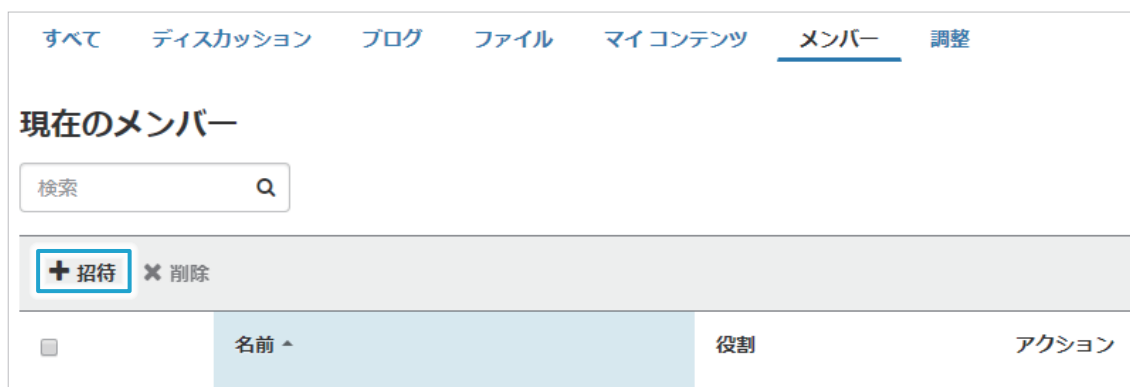 すべて ディスカッション ブログ ファイル マイ コンテンツ メンバー 調整
現在のメンバー
検索
招待 削除
名前 役割 アクション